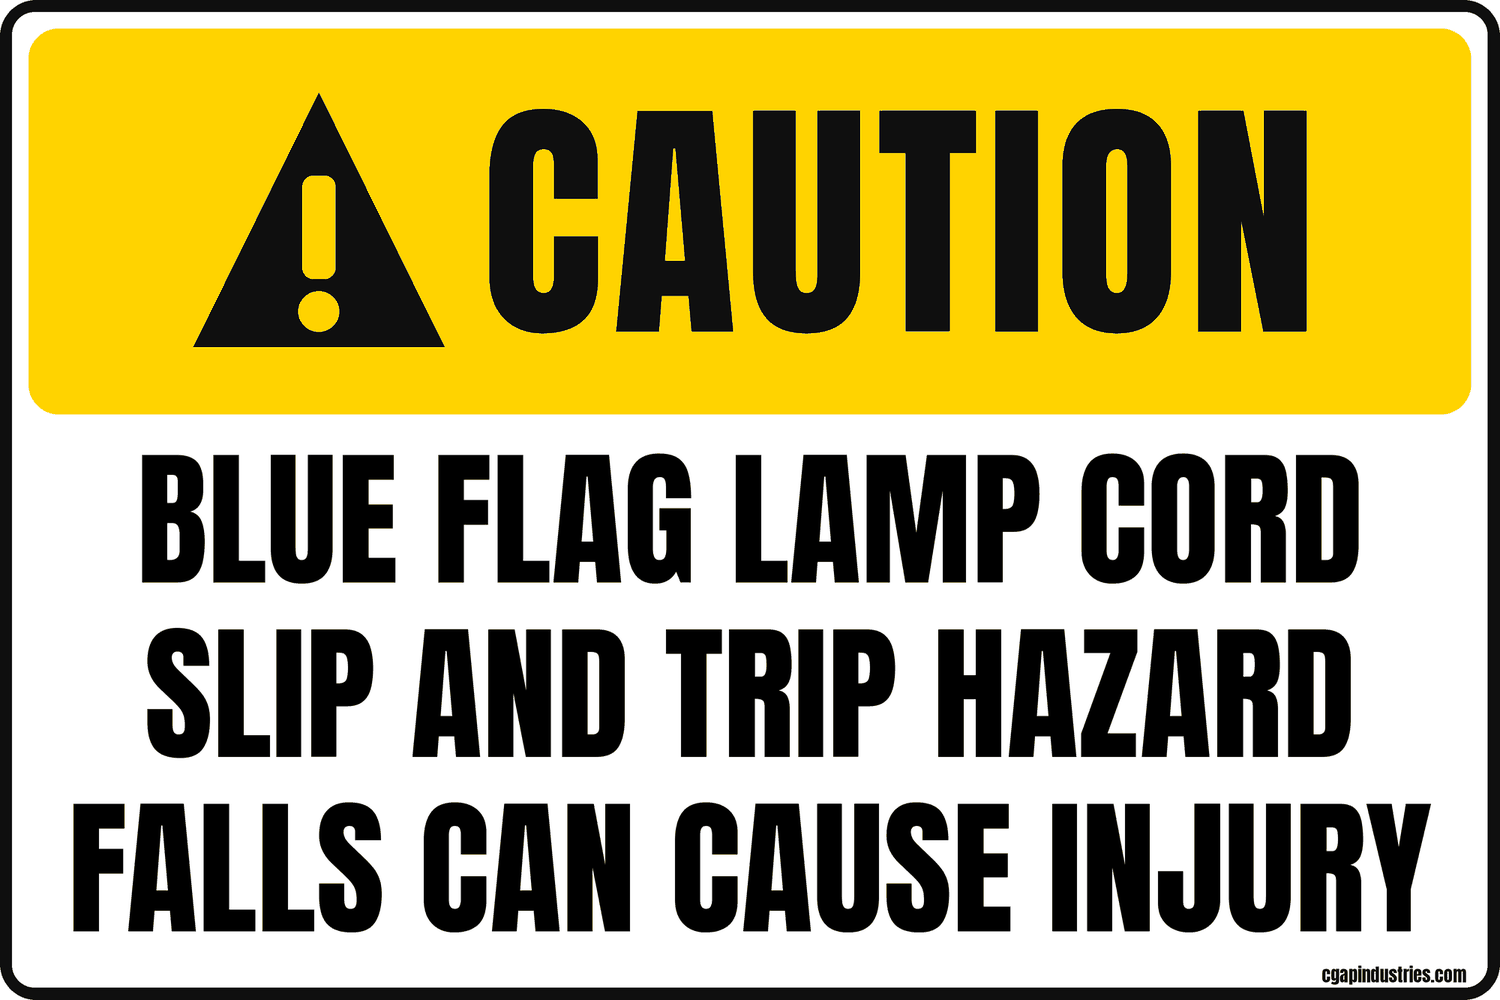 CAUTION
BLUE FLAG LAMP CORD
SLIP AND TRIP HAZARD
FALLS CAN CAUSE INJURY
cgapindustries.com